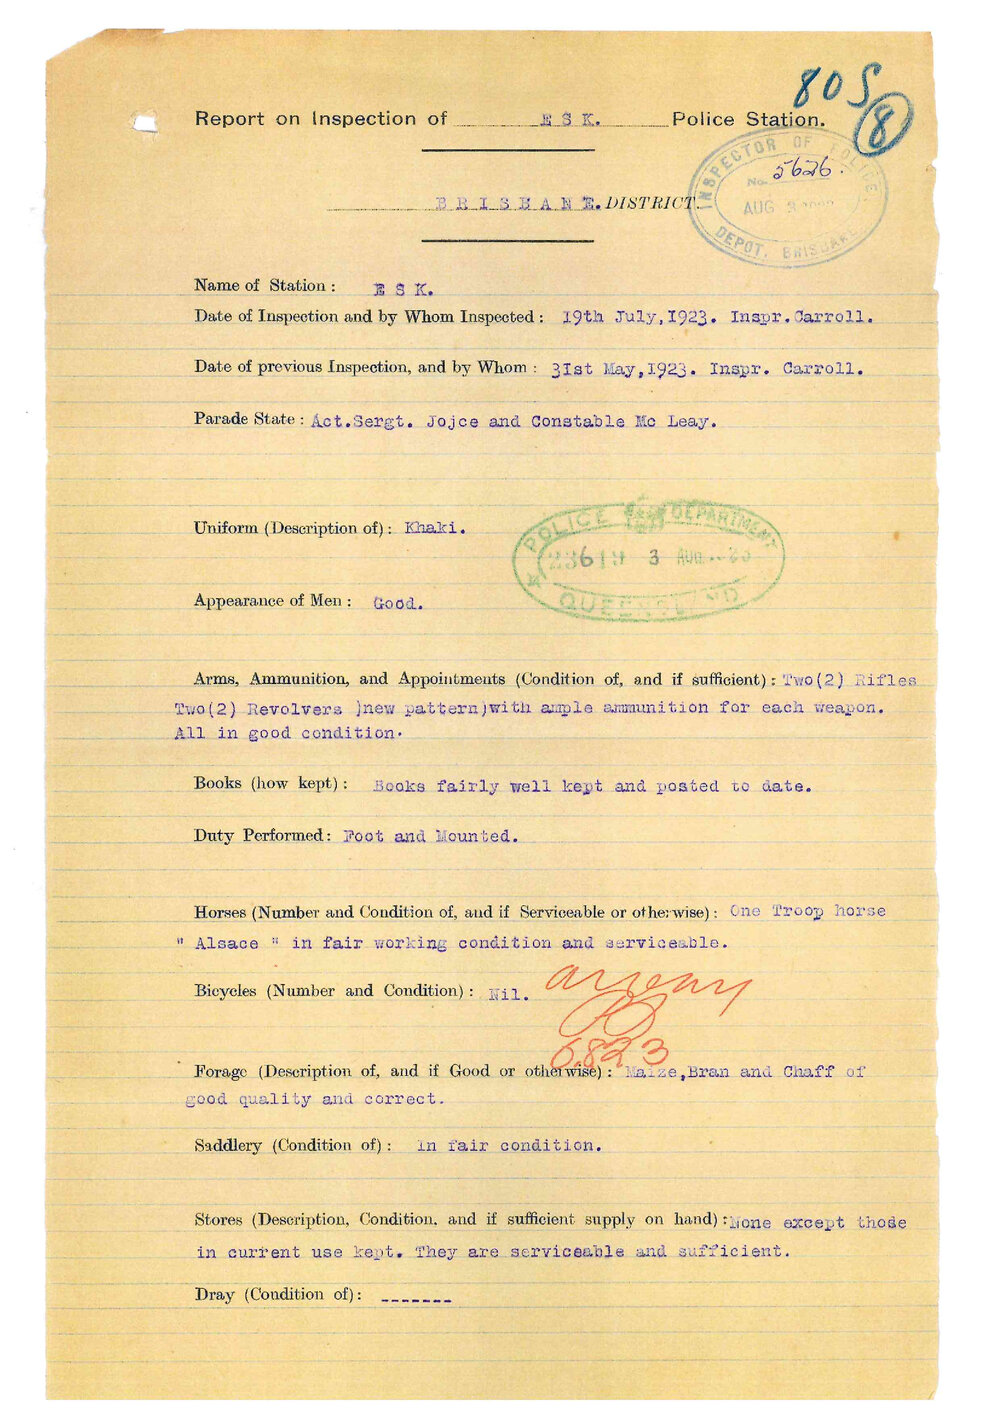 80S
8
Report on Inspection of E S K. Police Station.
INSPECTOR OF POLICE,
No. 5626.
AUG 3
DEPOT, BRISBANE
B R I S B A N E. DISTRICT.
Name of Station : E S K.
Date of Inspection and by Whom Inspected : 19th July,1923. Inspr.Carroll.
Date of previous Inspection, and by Whom : 31st May,1923. Inspr. Carroll.
Parade State : Act.Sergt. Jojce and Constable Mc Leay.
POLICE DEPARTMENT
23619 3 AUG 23
QUEENSLAND
Uniform (Description of) : Khaki.
Appearance of Men : Good.
Arms, Ammunition, and Appointments (Condition of, and if sufficient) : Two(2) Rifles
Two(2) Revolvers )new pattern)with ample ammunition for each weapon.
All in good condition.
Books (how kept) : Books fairly well kept and posted to date.
Duty Performed: Foot and Mounted.
Horses (Number and Condition of, and if Serviceable or otherwise) : One Troop horse
" Alsace " in fair working condition and serviceable.
Bicycles (Number and Condition) : Nil.
6.8.23
Forage (Description of, and if Good or otherwise) : Maize,Bran and Chaff of
good quality and correct.
Saddlery (Condition of) : In fair condition.
Stores (Description, Condition, and if sufficient supply on hand) :None except those
in current use kept. They are serviceable and sufficient.
Dray (Condition of) : -------